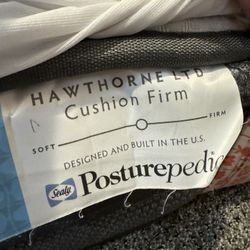 HAWTHORNE LTD
Cushion Firm
SOFT FIRM
DESIGNED AND BUILT IN THE U.S.
Sealy Posturepedic